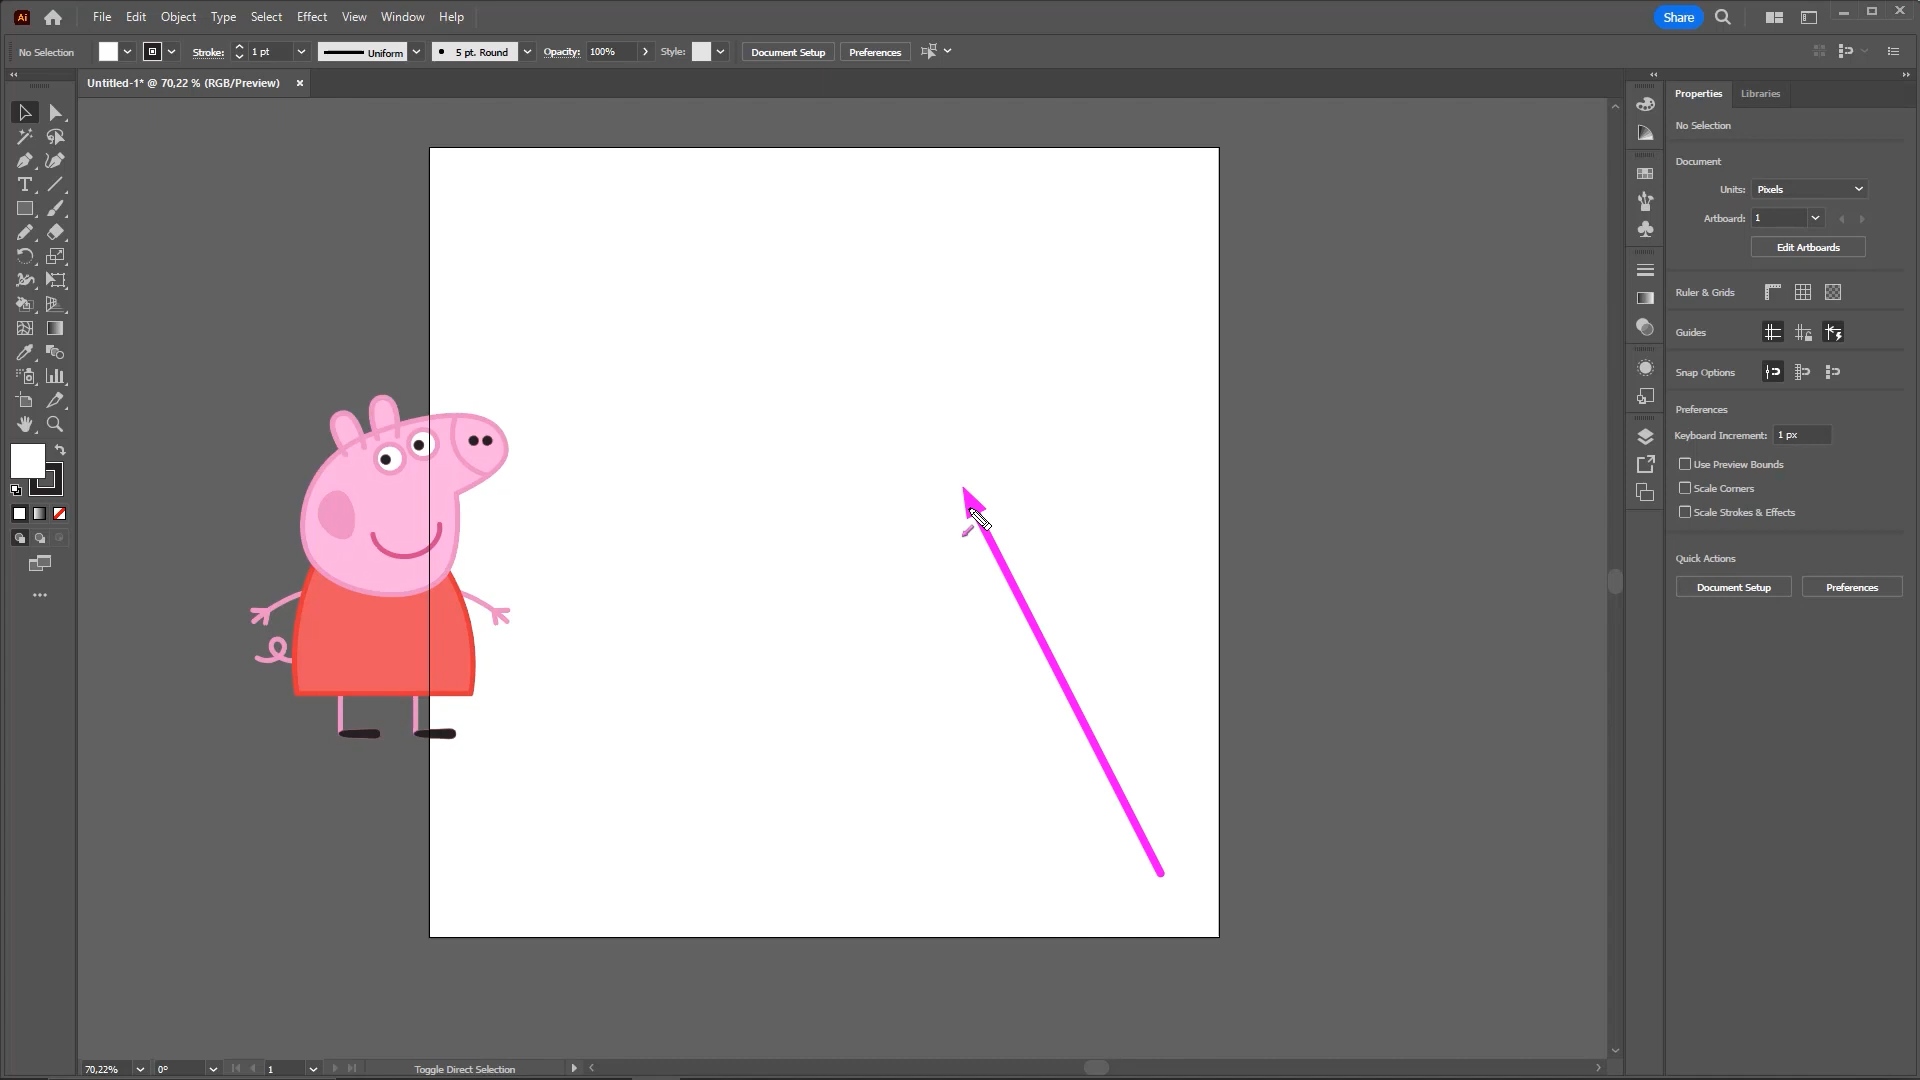 Ai File Edit Object Type Select Effect View Window Help Share
No Selection Stroke: 1 pt Uniform 5 pt. Round Opacity: 100% Style: Document Setup Preferences
Untitled-1* @ 70,22 % (RGB/Preview) ×
Properties Libraries
No Selection
Document
Units: Pixels
Artboard: 1
Edit Artboards
Ruler & Grids
Guides
Snap Options
Preferences
Keyboard Increment: 1 px
Use Preview Bounds
Scale Corners
Scale Strokes & Effects
Quick Actions
Document Setup Preferences
70,22% 0° 1 Toggle Direct Selection